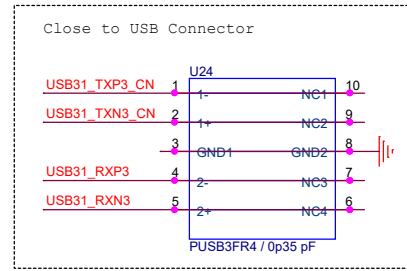 Close to USB Connector
U24
USB31_TXP3_CN 1 1- NC1 10
USB31_TXN3_CN 2 1+ NC2 9
3 GND1 GND2 8
USB31_RXP3 4 2- NC3 7
USB31_RXN3 5 2+ NC4 6
PUSB3FR4 / 0p35 pF